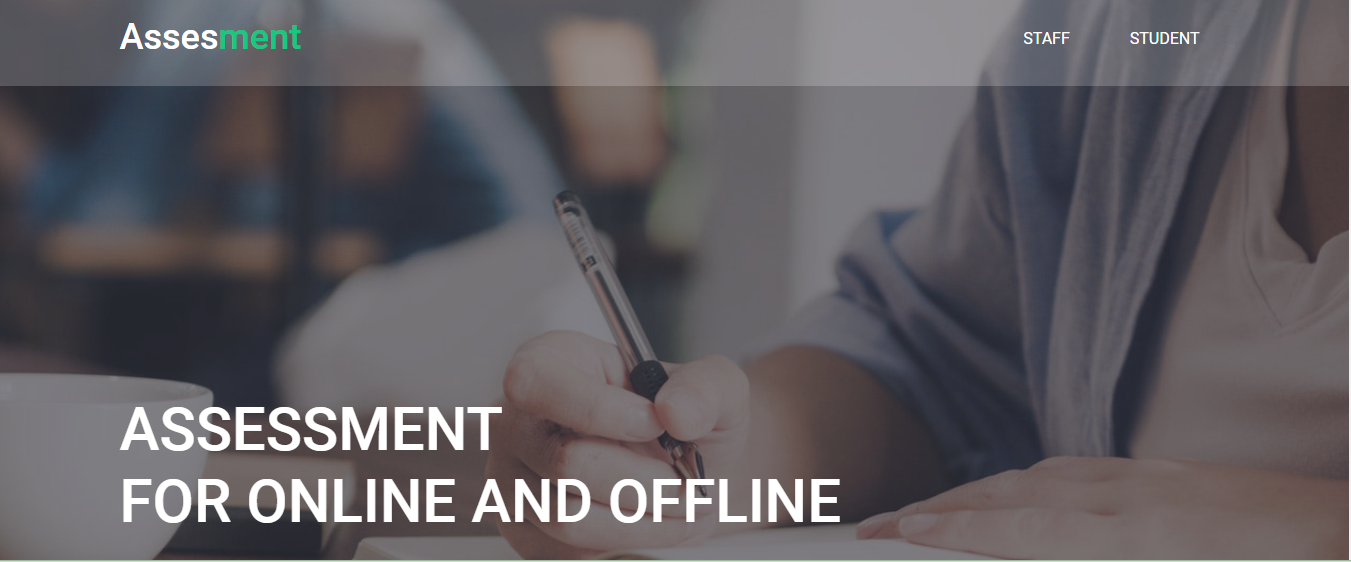 Assesment
STAFF
STUDENT
ASSESSMENT
FOR ONLINE AND OFFLINE